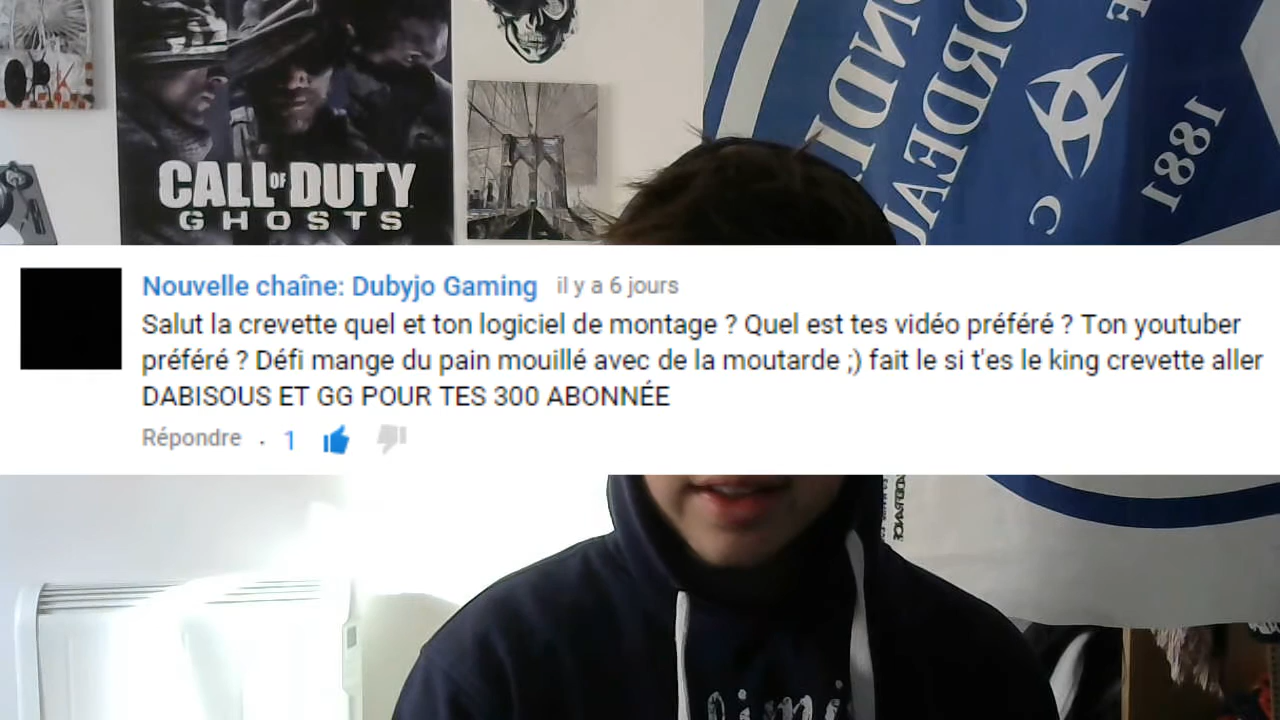 CALL OF DUTY
GHOSTS
1881
Nouvelle chaîne: Dubyjo Gaming il y a 6 jours
Salut la crevette quel et ton logiciel de montage ? Quel est tes vidéo préféré ? Ton youtuber
préféré ? Défi mange du pain mouillé avec de la moutarde ;) fait le si t'es le king crevette aller
DABISOUS ET GG POUR TES 300 ABONNÉE
Répondre . 1